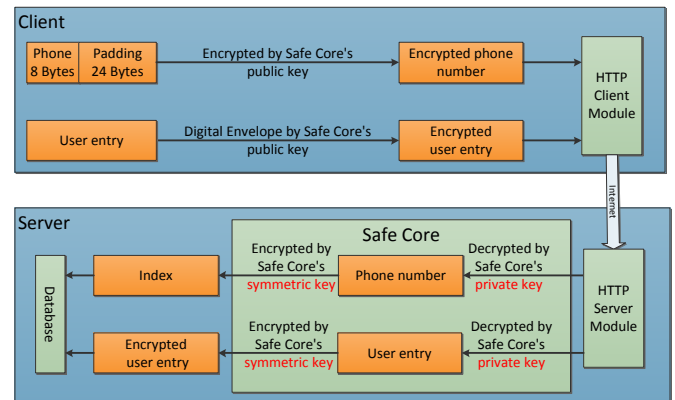 Client
Phone
8 Bytes
Padding
24 Bytes
Encrypted by Safe Core's
public key
Encrypted phone
number
HTTP
Client
Module
User entry
Digital Envelope by Safe Core's
public key
Encrypted
user entry
Internet
Server
Safe Core
Database
Index
Encrypted by
Safe Core's
symmetric key
Phone number
Decrypted by
Safe Core's
private key
HTTP
Server
Module
Encrypted
user entry
Encrypted by
Safe Core's
symmetric key
User entry
Decrypted by
Safe Core's
private key